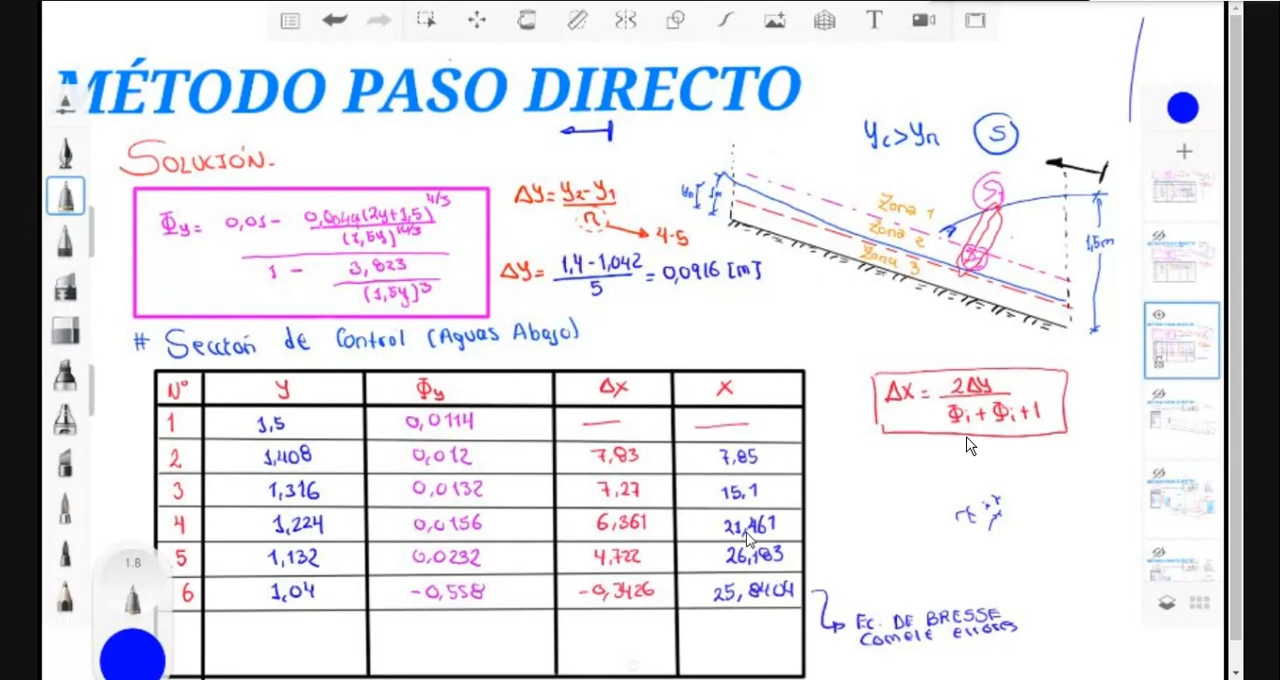 MÉTODO PASO DIRECTO
SOLUCIÓN.
Φy = 0,01 - 0,0044(2y+1,5)^4/3
(1,5y)^10/3
1 - 3,823
(1,5y)^3
ΔY = Y2 - Y1
n
4-5
ΔY = 1,4 - 1,042 = 0,0916 [m]
5
Yc>Yn S
Zona 1
Zona 2
Zona 3
1,5m
# Sección de Control (Aguas Abajo)
N° Y Φy ΔX X
1 1,5 0,0114 — —
2 1,408 0,012 7,83 7,85
3 1,316 0,0132 7,27 15,1
4 1,224 0,0156 6,361 21,461
5 1,132 0,0232 4,722 26,183
6 1,04 -0,558 -0,3426 25,8404
ΔX = 2ΔY
Φi + Φi+1
EC. DE BRESSE
Comete errores
1.8